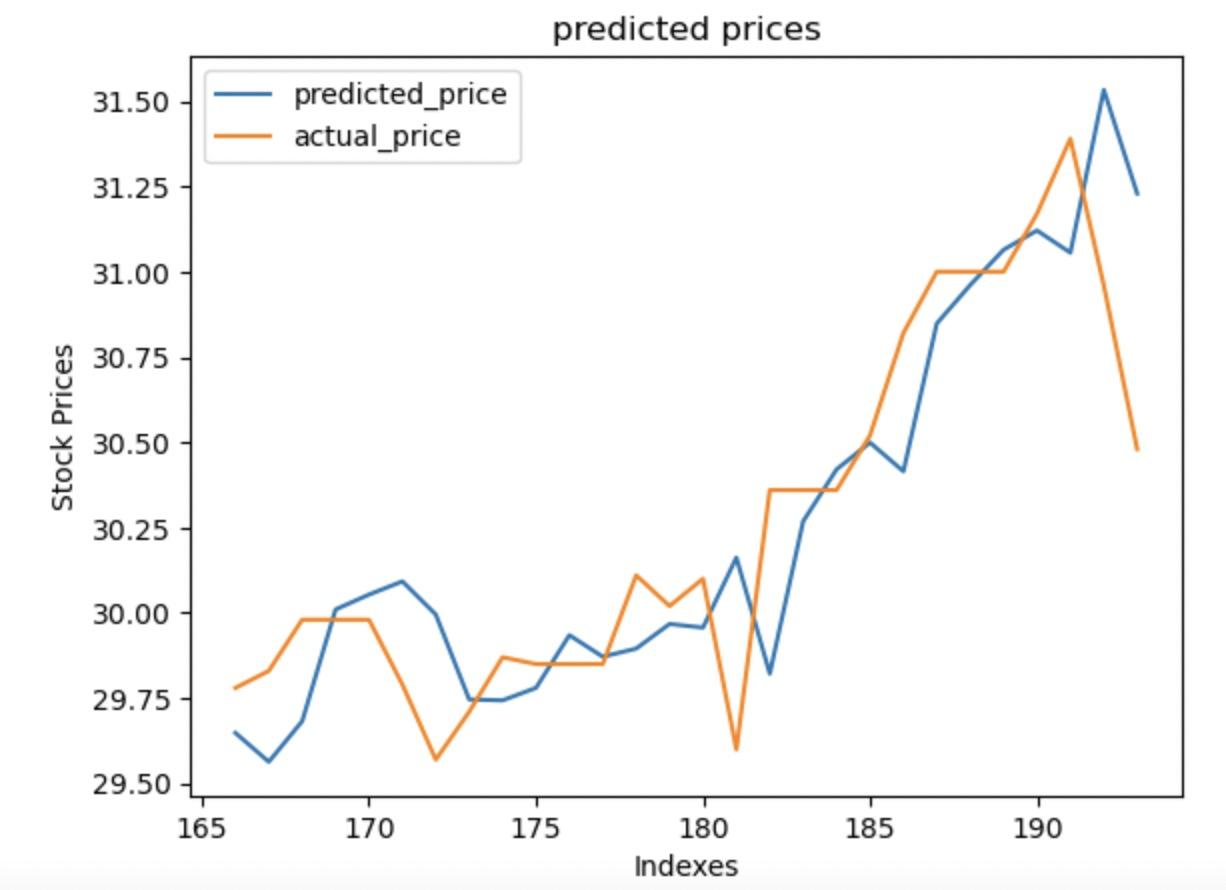 predicted prices
predicted_price
actual_price
31.50
31.25
31.00
30.75
30.50
30.25
30.00
29.75
29.50
Stock Prices
165 170 175 180 185 190
Indexes